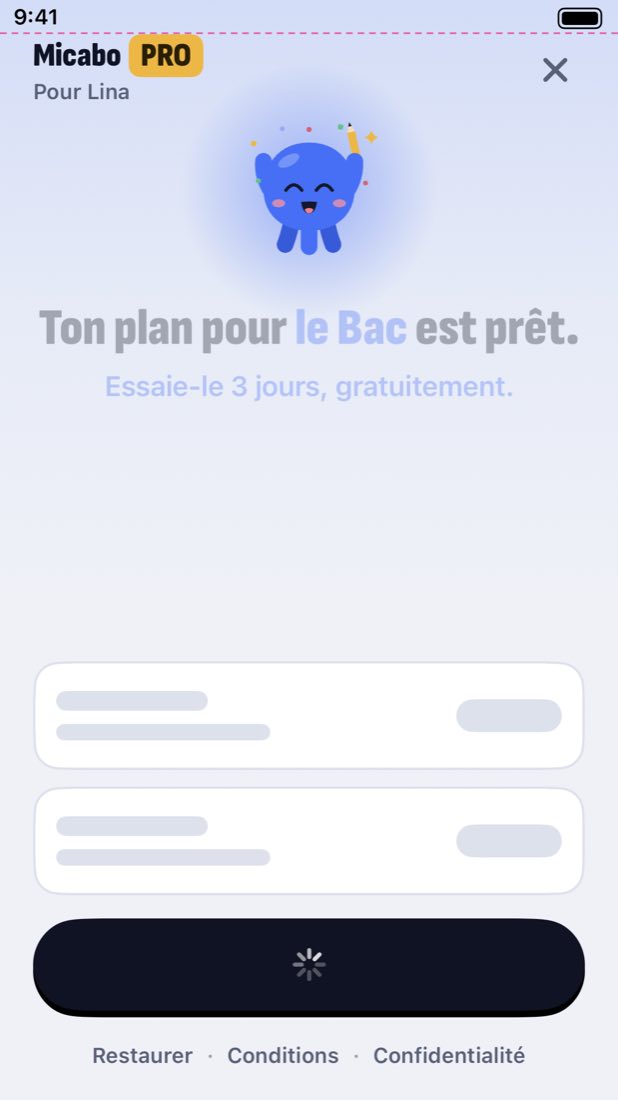 9:41
Micabo PRO
Pour Lina
Ton plan pour le Bac est prêt.
Essaie-le 3 jours, gratuitement.
Restaurer · Conditions · Confidentialité